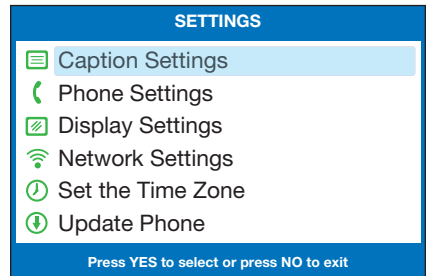 SETTINGS
Caption Settings
Phone Settings
Display Settings
Network Settings
Set the Time Zone
Update Phone
Press YES to select or press NO to exit